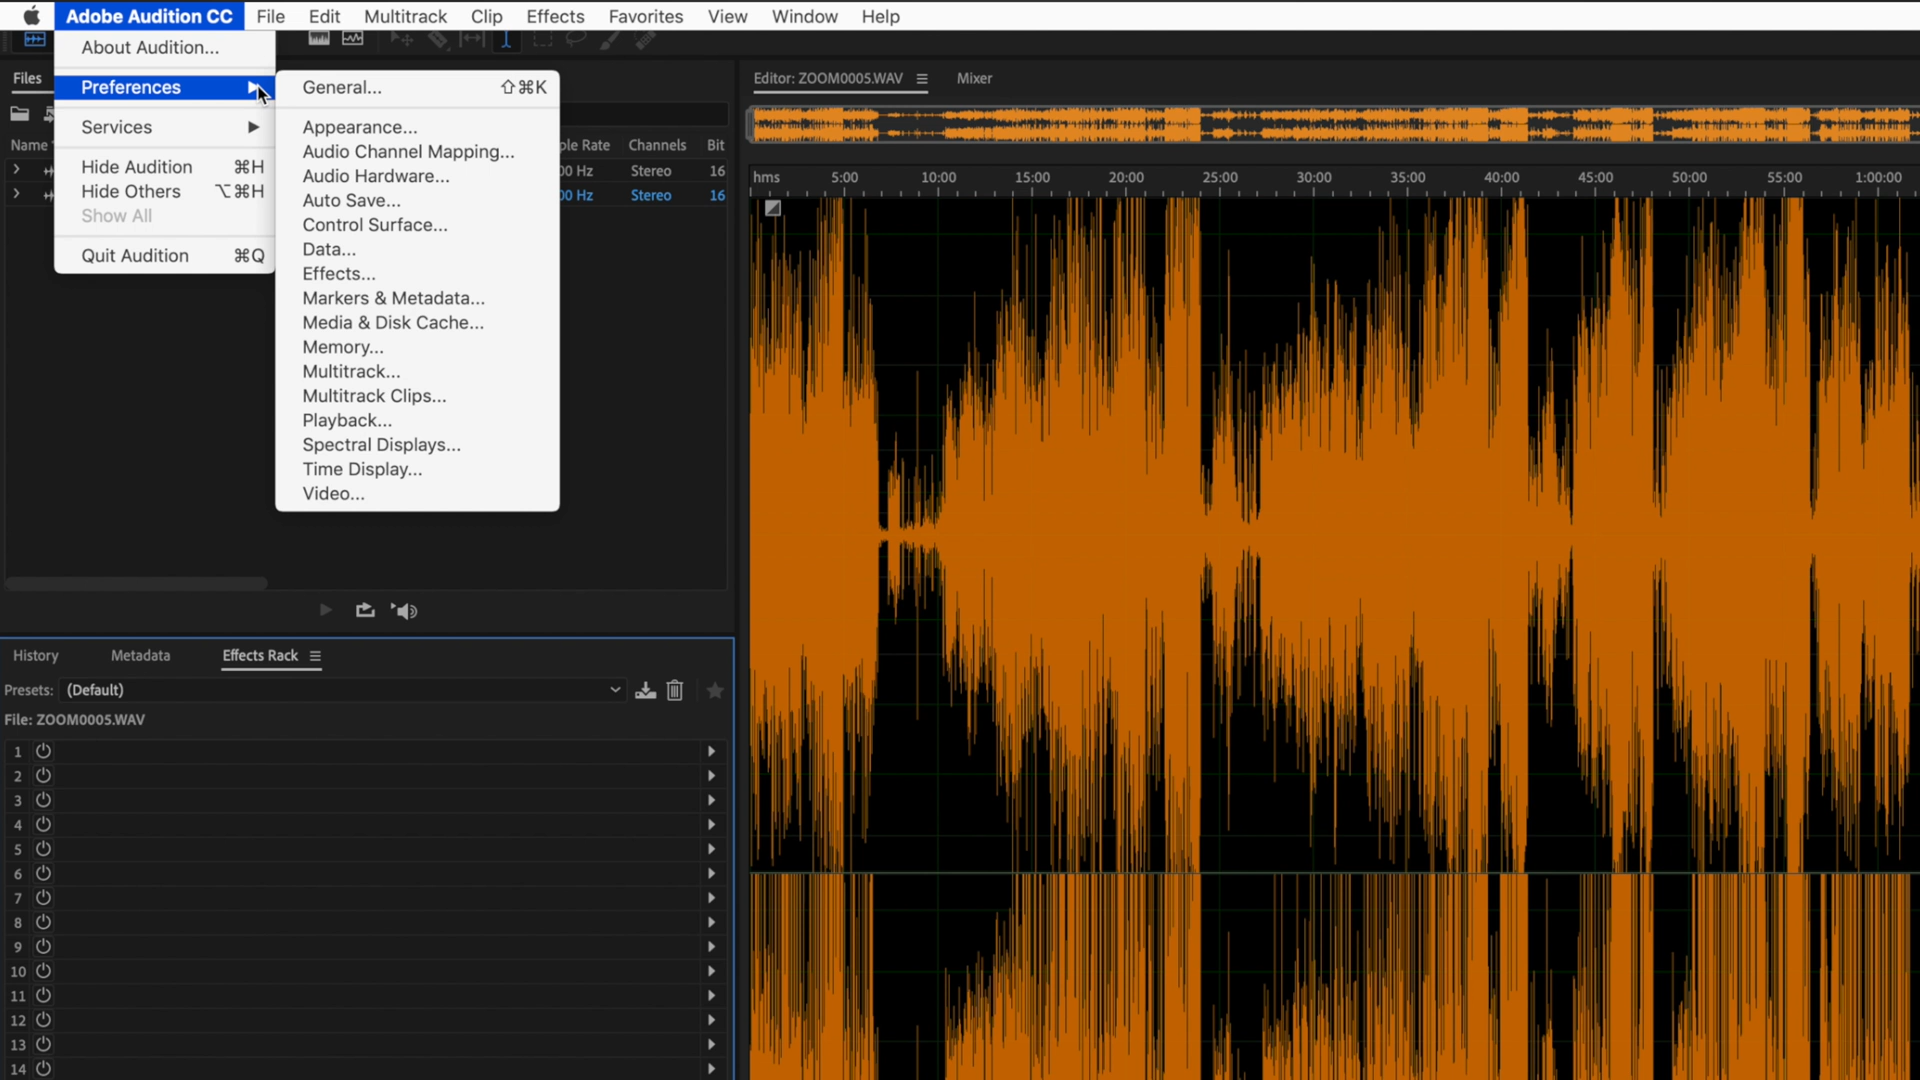 Adobe Audition CC File Edit Multitrack Clip Effects Favorites View Window Help
About Audition...
Preferences
Services
Hide Audition ⌘H
Hide Others ⌥⌘H
Show All
Quit Audition ⌘Q
General... ⇧⌘K
Appearance...
Audio Channel Mapping...
Audio Hardware...
Auto Save...
Control Surface...
Data...
Effects...
Markers & Metadata...
Media & Disk Cache...
Memory...
Multitrack...
Multitrack Clips...
Playback...
Spectral Displays...
Time Display...
Video...
Files
Name
Rate Channels Bit
00 Hz Stereo 16
00 Hz Stereo 16
Editor: ZOOM0005.WAV Mixer
hms 5:00 10:00 15:00 20:00 25:00 30:00 35:00 40:00 45:00 50:00 55:00 1:00:00
History Metadata Effects Rack
Presets: (Default)
File: ZOOM0005.WAV
1
2
3
4
5
6
7
8
9
10
11
12
13
14